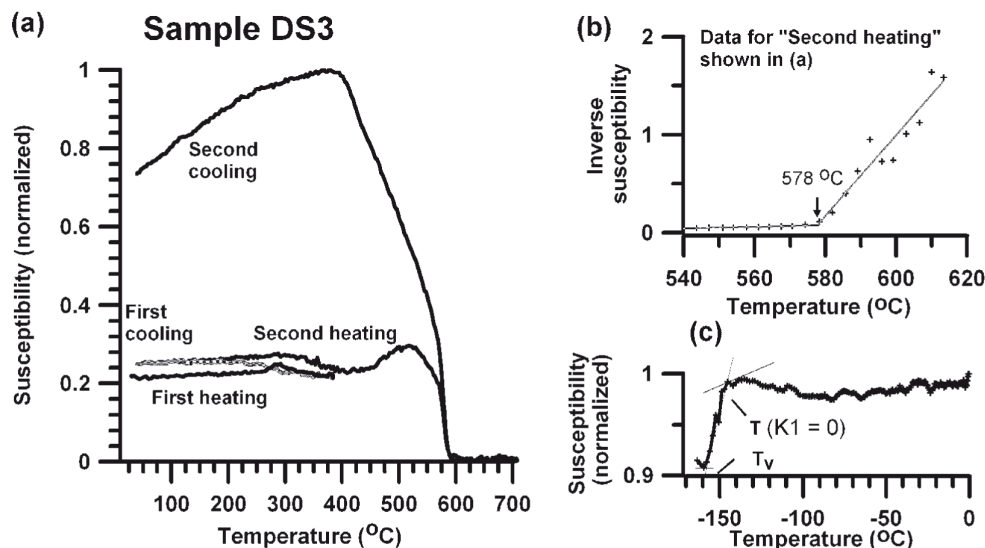 (a)
Sample DS3
Susceptibility (normalized)
1
0.8
0.6
0.4
0.2
0
Second
cooling
First
cooling
Second heating
First heating
100
200
300
400
500
600
700
Temperature (OC)
(b)
Data for "Second heating"
shown in (a)
Inverse
susceptibility
2
1
0
578 OC
540
560
580
600
620
Temperature (OC)
(c)
Susceptibility
(normalized)
1
0.9
T (K1 = 0)
TV
-150
-100
-50
0
Temperature (OC)